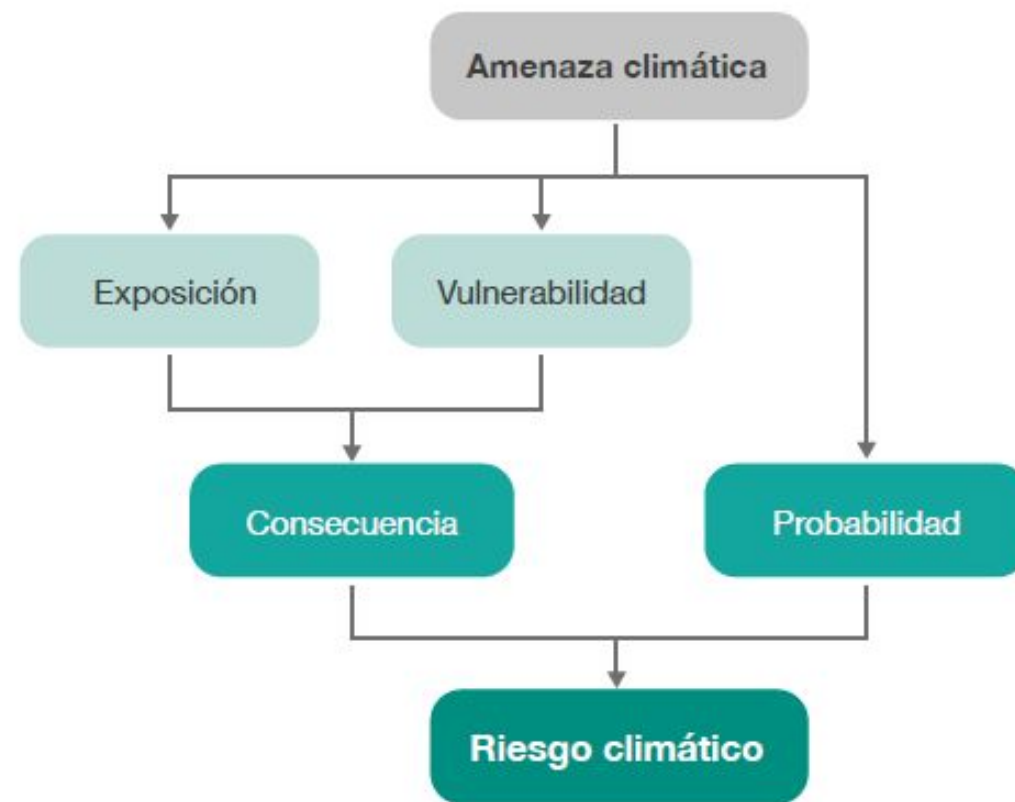 Amenaza climática
Exposición
Vulnerabilidad
Consecuencia
Probabilidad
Riesgo climático